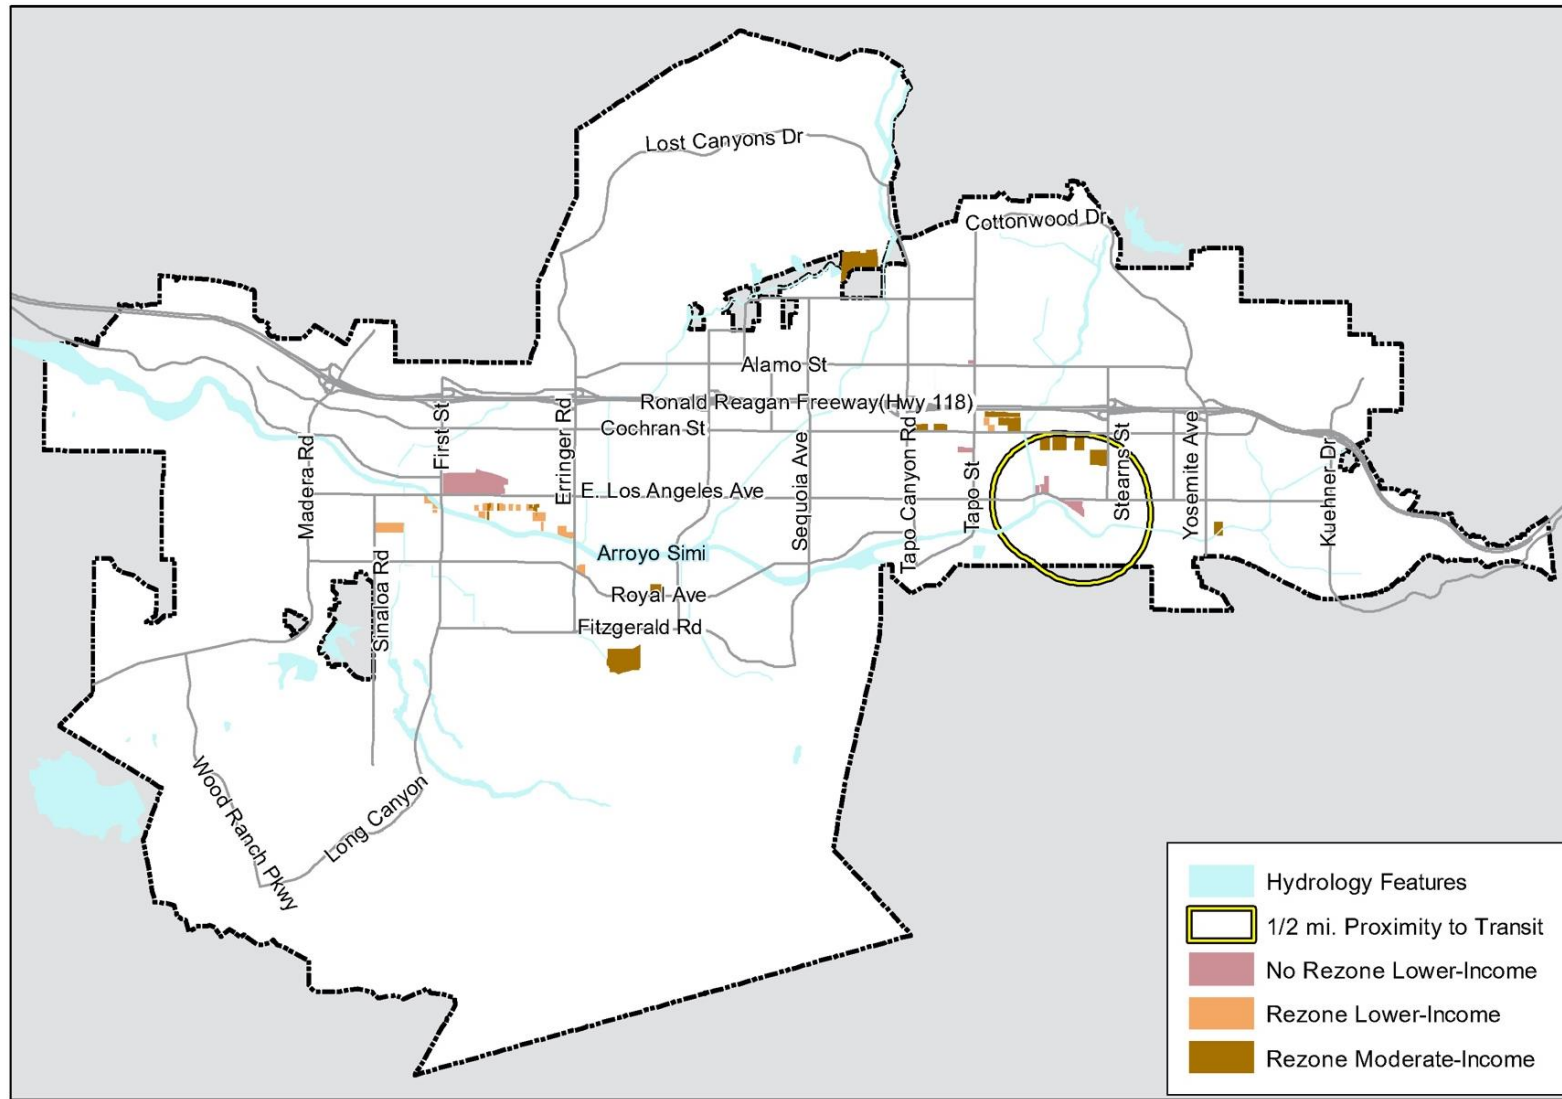 Lost Canyons Dr
Cottonwood Dr
Alamo St
Ronald Reagan Freeway(Hwy 118)
Cochran St
Madera Rd
First St
Erringer Rd
E. Los Angeles Ave
Sequoia Ave
Tapo Canyon Rd
Tapo St
Stearns St
Yosemite Ave
Kuehner Dr
Arroyo Simi
Royal Ave
Sinaloa Rd
Fitzgerald Rd
Wood Ranch Pkwy
Long Canyon
Hydrology Features
1/2 mi. Proximity to Transit
No Rezone Lower-Income
Rezone Lower-Income
Rezone Moderate-Income